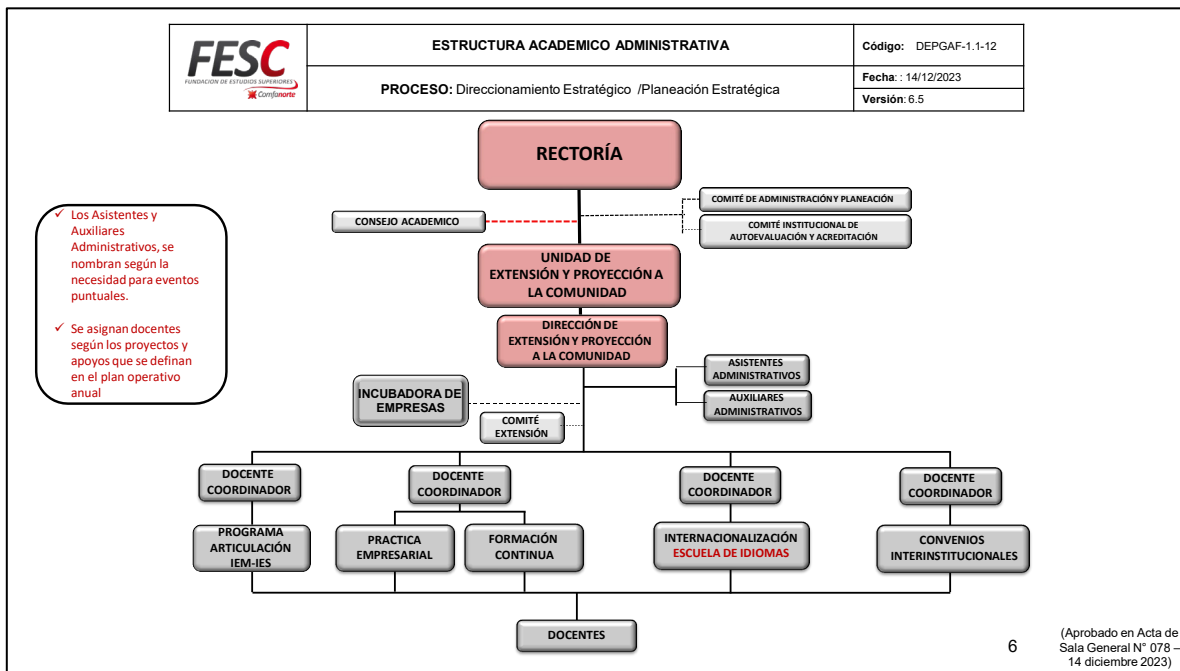 FESC
FUNDACION DE ESTUDIOS SUPERIORES
Comfanorte
ESTRUCTURA ACADEMICO ADMINISTRATIVA
PROCESO: Direccionamiento Estratégico /Planeación Estratégica
Código: DEPGAF-1.1-12
Fecha: : 14/12/2023
Versión: 6.5
RECTORÍA
CONSEJO ACADEMICO
COMITÉ DE ADMINISTRACIÓN Y PLANEACIÓN
COMITÉ INSTITUCIONAL DE
AUTOEVALUACIÓN Y ACREDITACIÓN
✓ Los Asistentes y
Auxiliares
Administrativos, se
nombran según la
necesidad para eventos
puntuales.
✓ Se asignan docentes
según los proyectos y
apoyos que se definan
en el plan operativo
anual
UNIDAD DE
EXTENSIÓN Y PROYECCIÓN A
LA COMUNIDAD
DIRECCIÓN DE
EXTENSIÓN Y PROYECCIÓN
A LA COMUNIDAD
ASISTENTES
ADMINISTRATIVOS
AUXILIARES
ADMINISTRATIVOS
INCUBADORA DE
EMPRESAS
COMITÉ
EXTENSIÓN
DOCENTE
COORDINADOR
DOCENTE
COORDINADOR
DOCENTE
COORDINADOR
DOCENTE
COORDINADOR
PROGRAMA
ARTICULACIÓN
IEM-IES
PRACTICA
EMPRESARIAL
FORMACIÓN
CONTINUA
INTERNACIONALIZACIÓN
ESCUELA DE IDIOMAS
CONVENIOS
INTERINSTITUCIONALES
DOCENTES
6
(Aprobado en Acta de
Sala General N° 078 –
14 diciembre 2023)